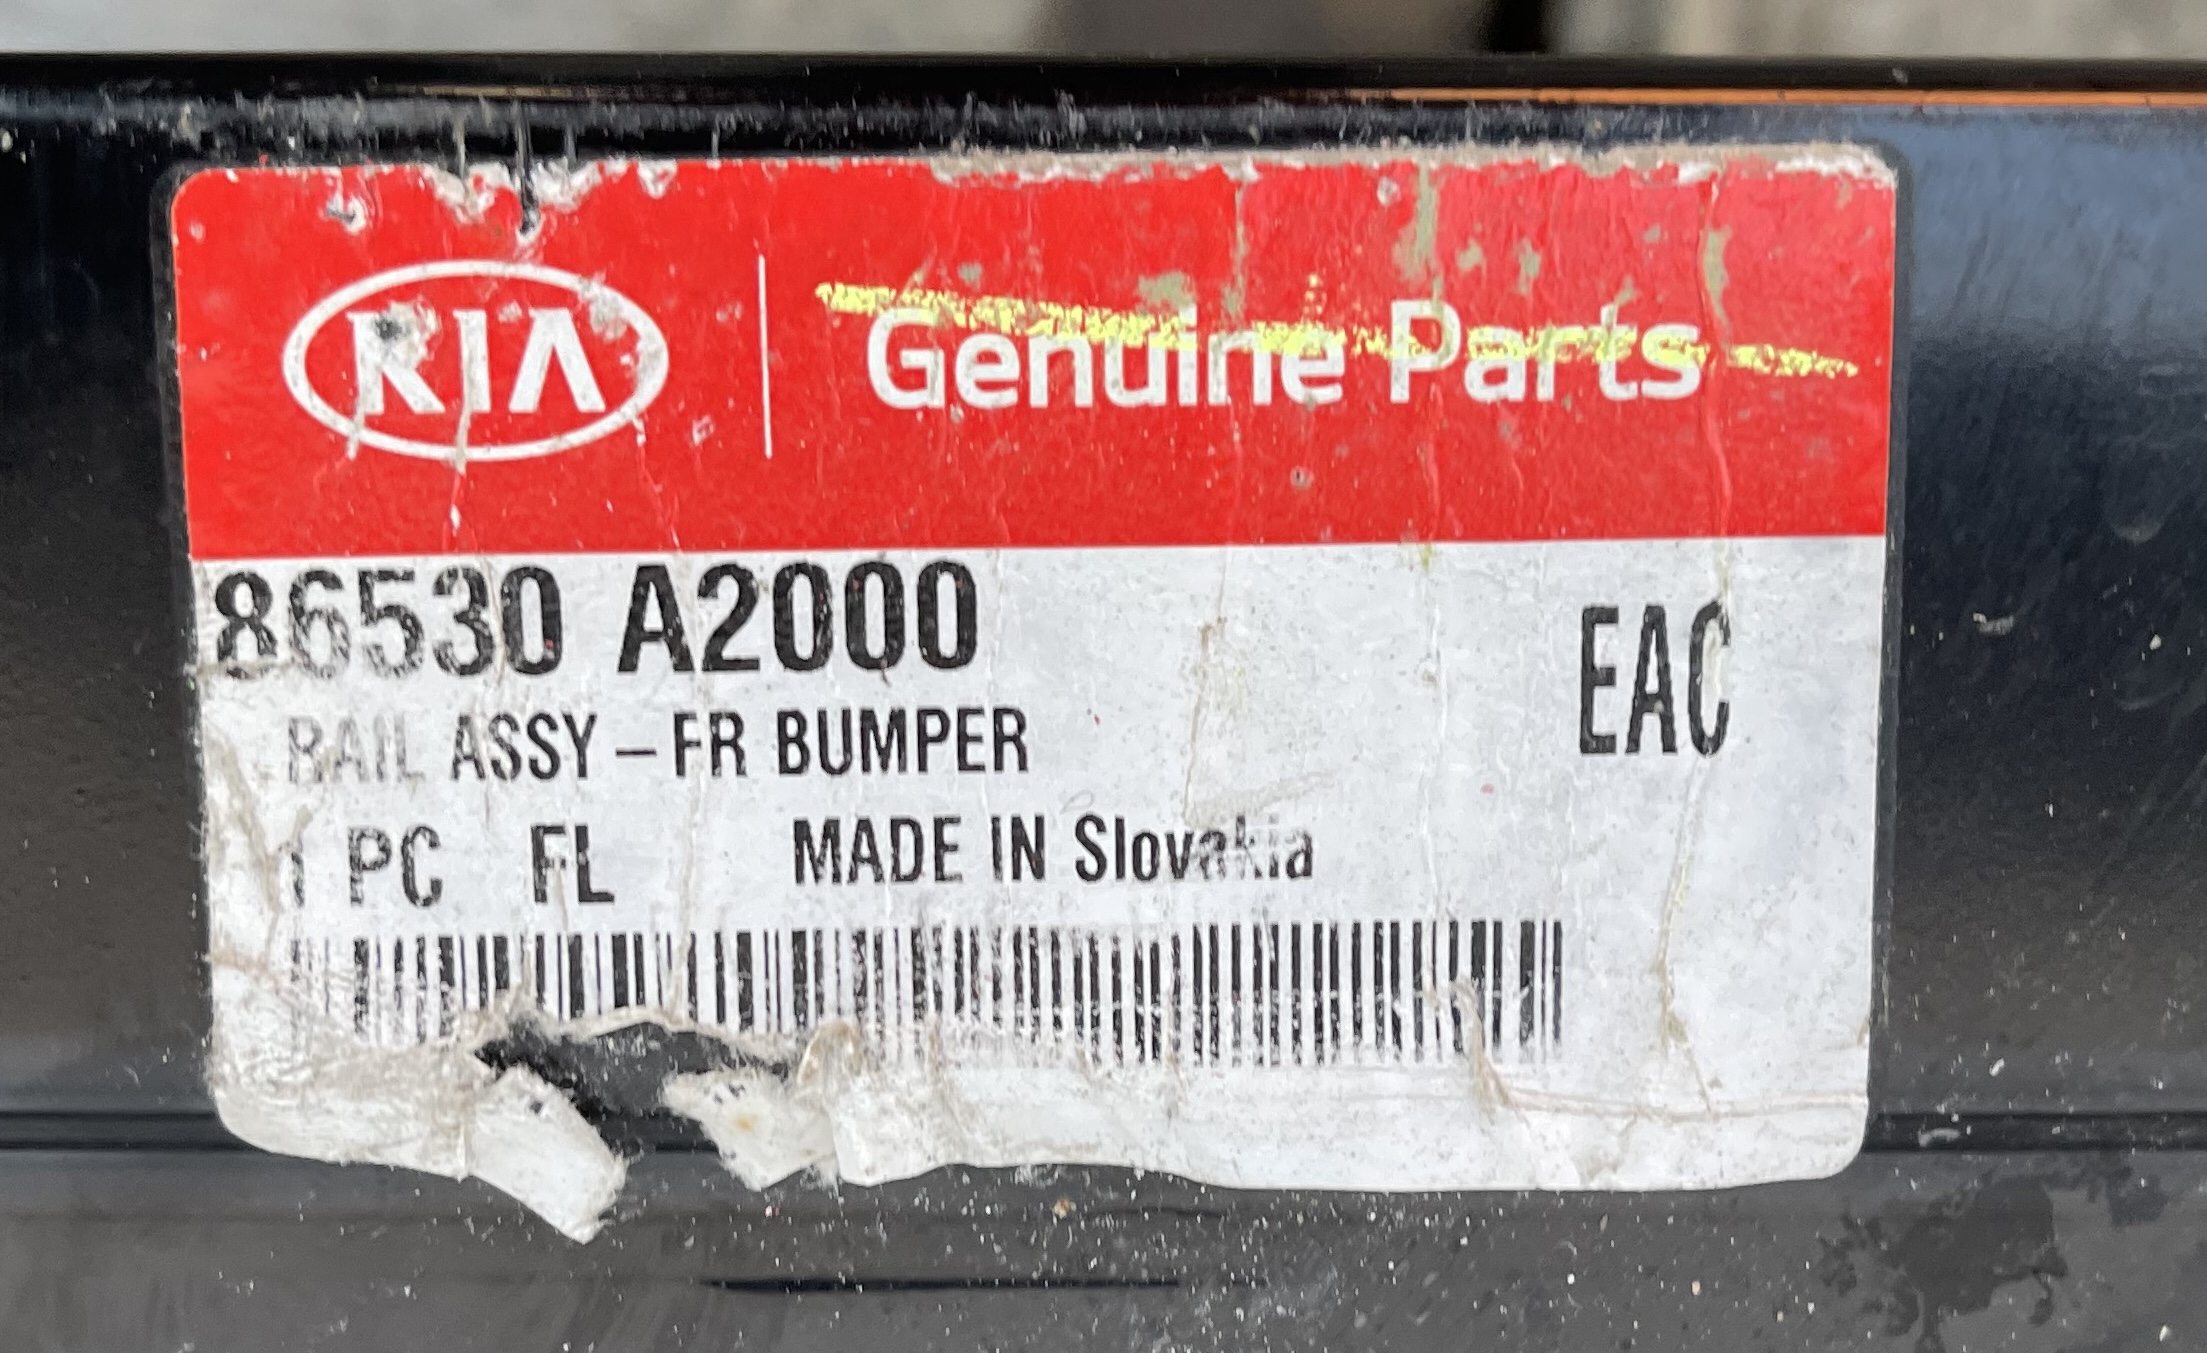 KIA Genuine Parts
86530 A2000
EAC
RAIL ASSY – FR BUMPER
1 PC FL MADE IN Slovakia